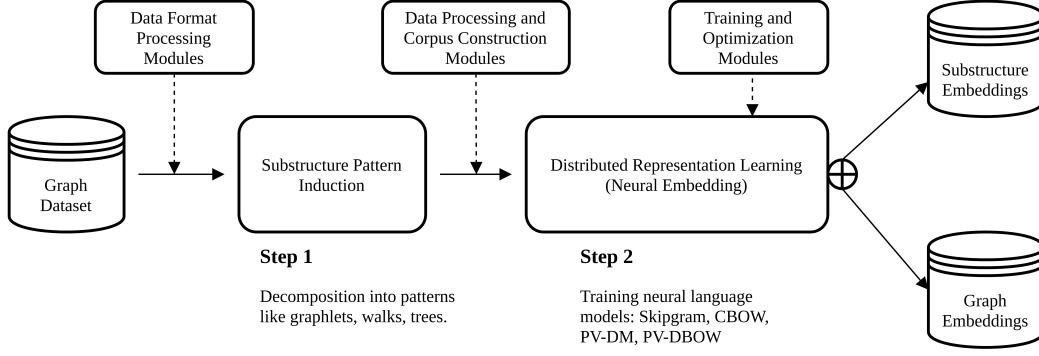 Data Format
Processing
Modules
Data Processing and
Corpus Construction
Modules
Training and
Optimization
Modules
Substructure
Embeddings
Graph
Dataset
Substructure Pattern
Induction
Distributed Representation Learning
(Neural Embedding)
Step 1
Decomposition into patterns
like graphlets, walks, trees.
Step 2
Training neural language
models: Skipgram, CBOW,
PV-DM, PV-DBOW
Graph
Embeddings